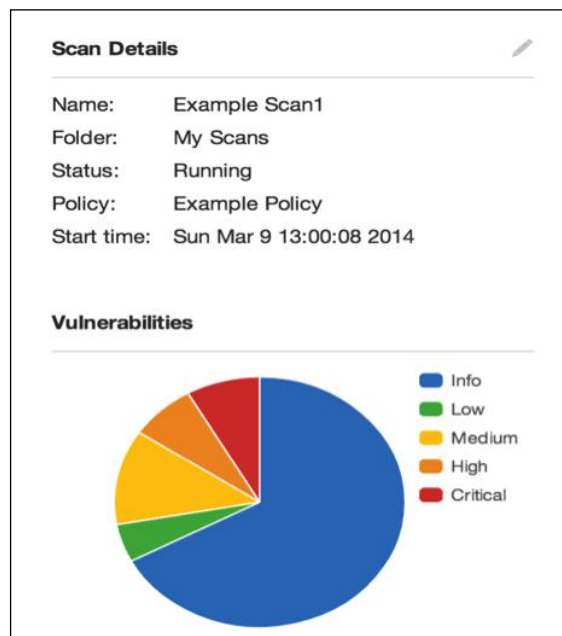 Scan Details
Name: Example Scan1
Folder: My Scans
Status: Running
Policy: Example Policy
Start time: Sun Mar 9 13:00:08 2014
Vulnerabilities
Info
Low
Medium
High
Critical